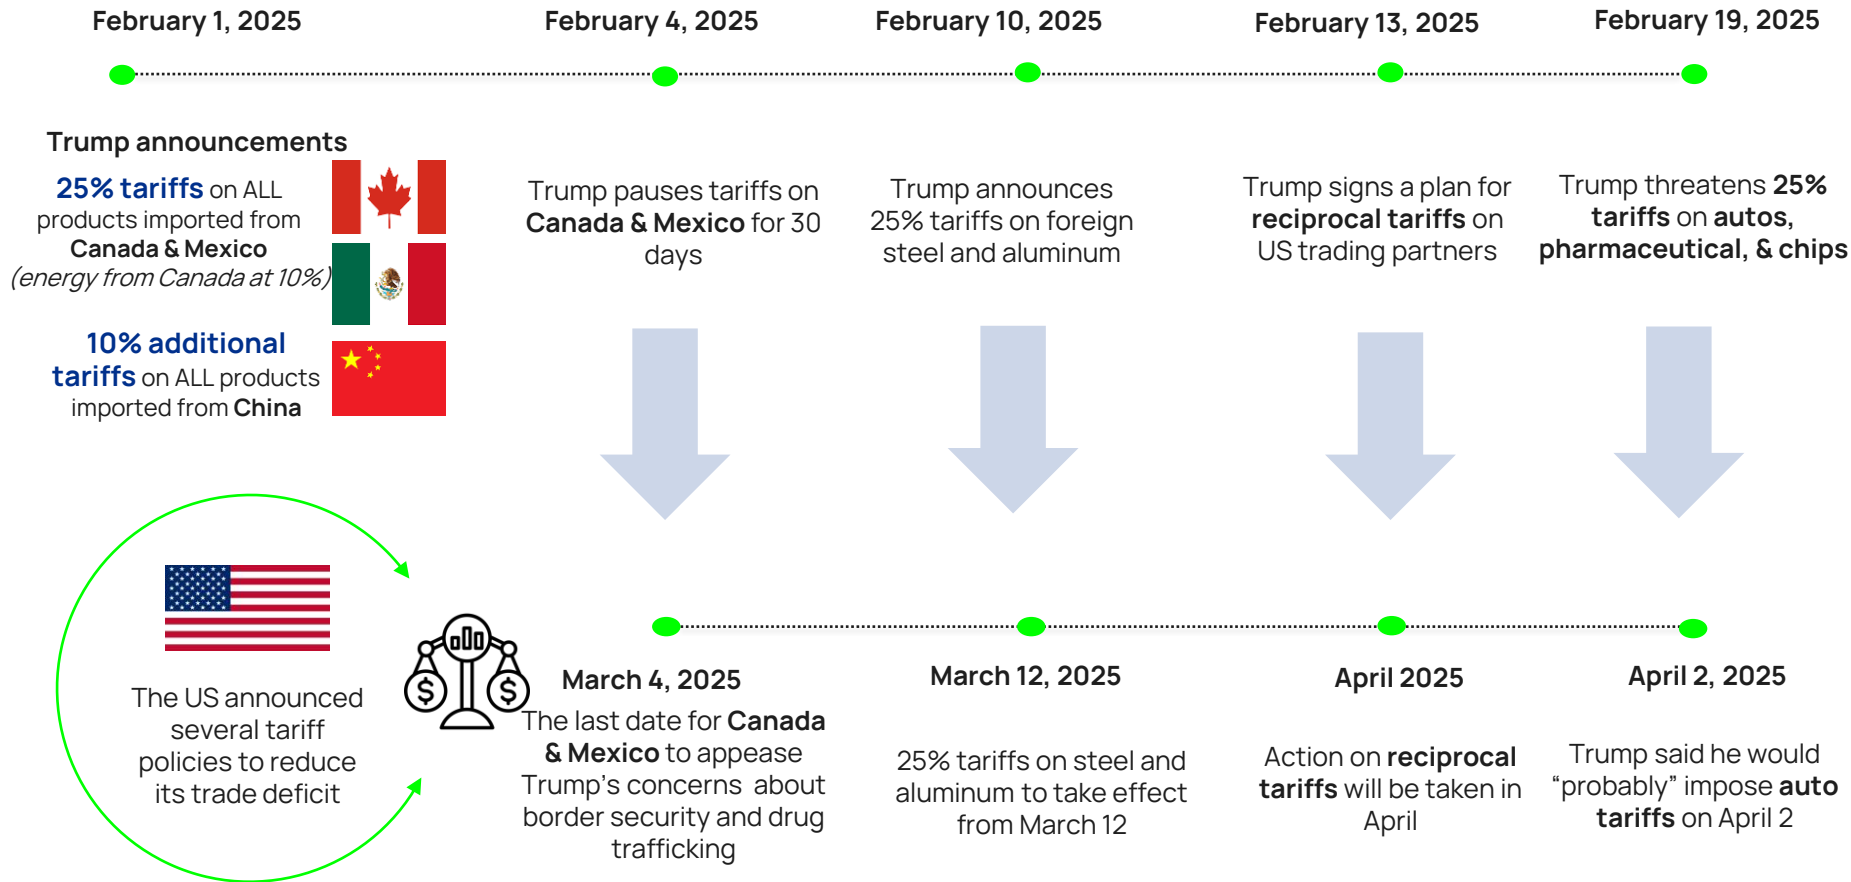 February 1, 2025
February 4, 2025
February 10, 2025
February 13, 2025
February 19, 2025
Trump announcements
25% tariffs on ALL
products imported from
Canada & Mexico
(energy from Canada at 10%)
10% additional
tariffs on ALL products
imported from China
Trump pauses tariffs on
Canada & Mexico for 30
days
Trump announces
25% tariffs on foreign
steel and aluminum
Trump signs a plan for
reciprocal tariffs on
US trading partners
Trump threatens 25%
tariffs on autos,
pharmaceutical, & chips
The US announced
several tariff
policies to reduce
its trade deficit
$ $
March 4, 2025
The last date for Canada
& Mexico to appease
Trump's concerns about
border security and drug
trafficking
March 12, 2025
25% tariffs on steel and
aluminum to take effect
from March 12
April 2025
Action on reciprocal
tariffs will be taken in
April
April 2, 2025
Trump said he would
“probably” impose auto
tariffs on April 2